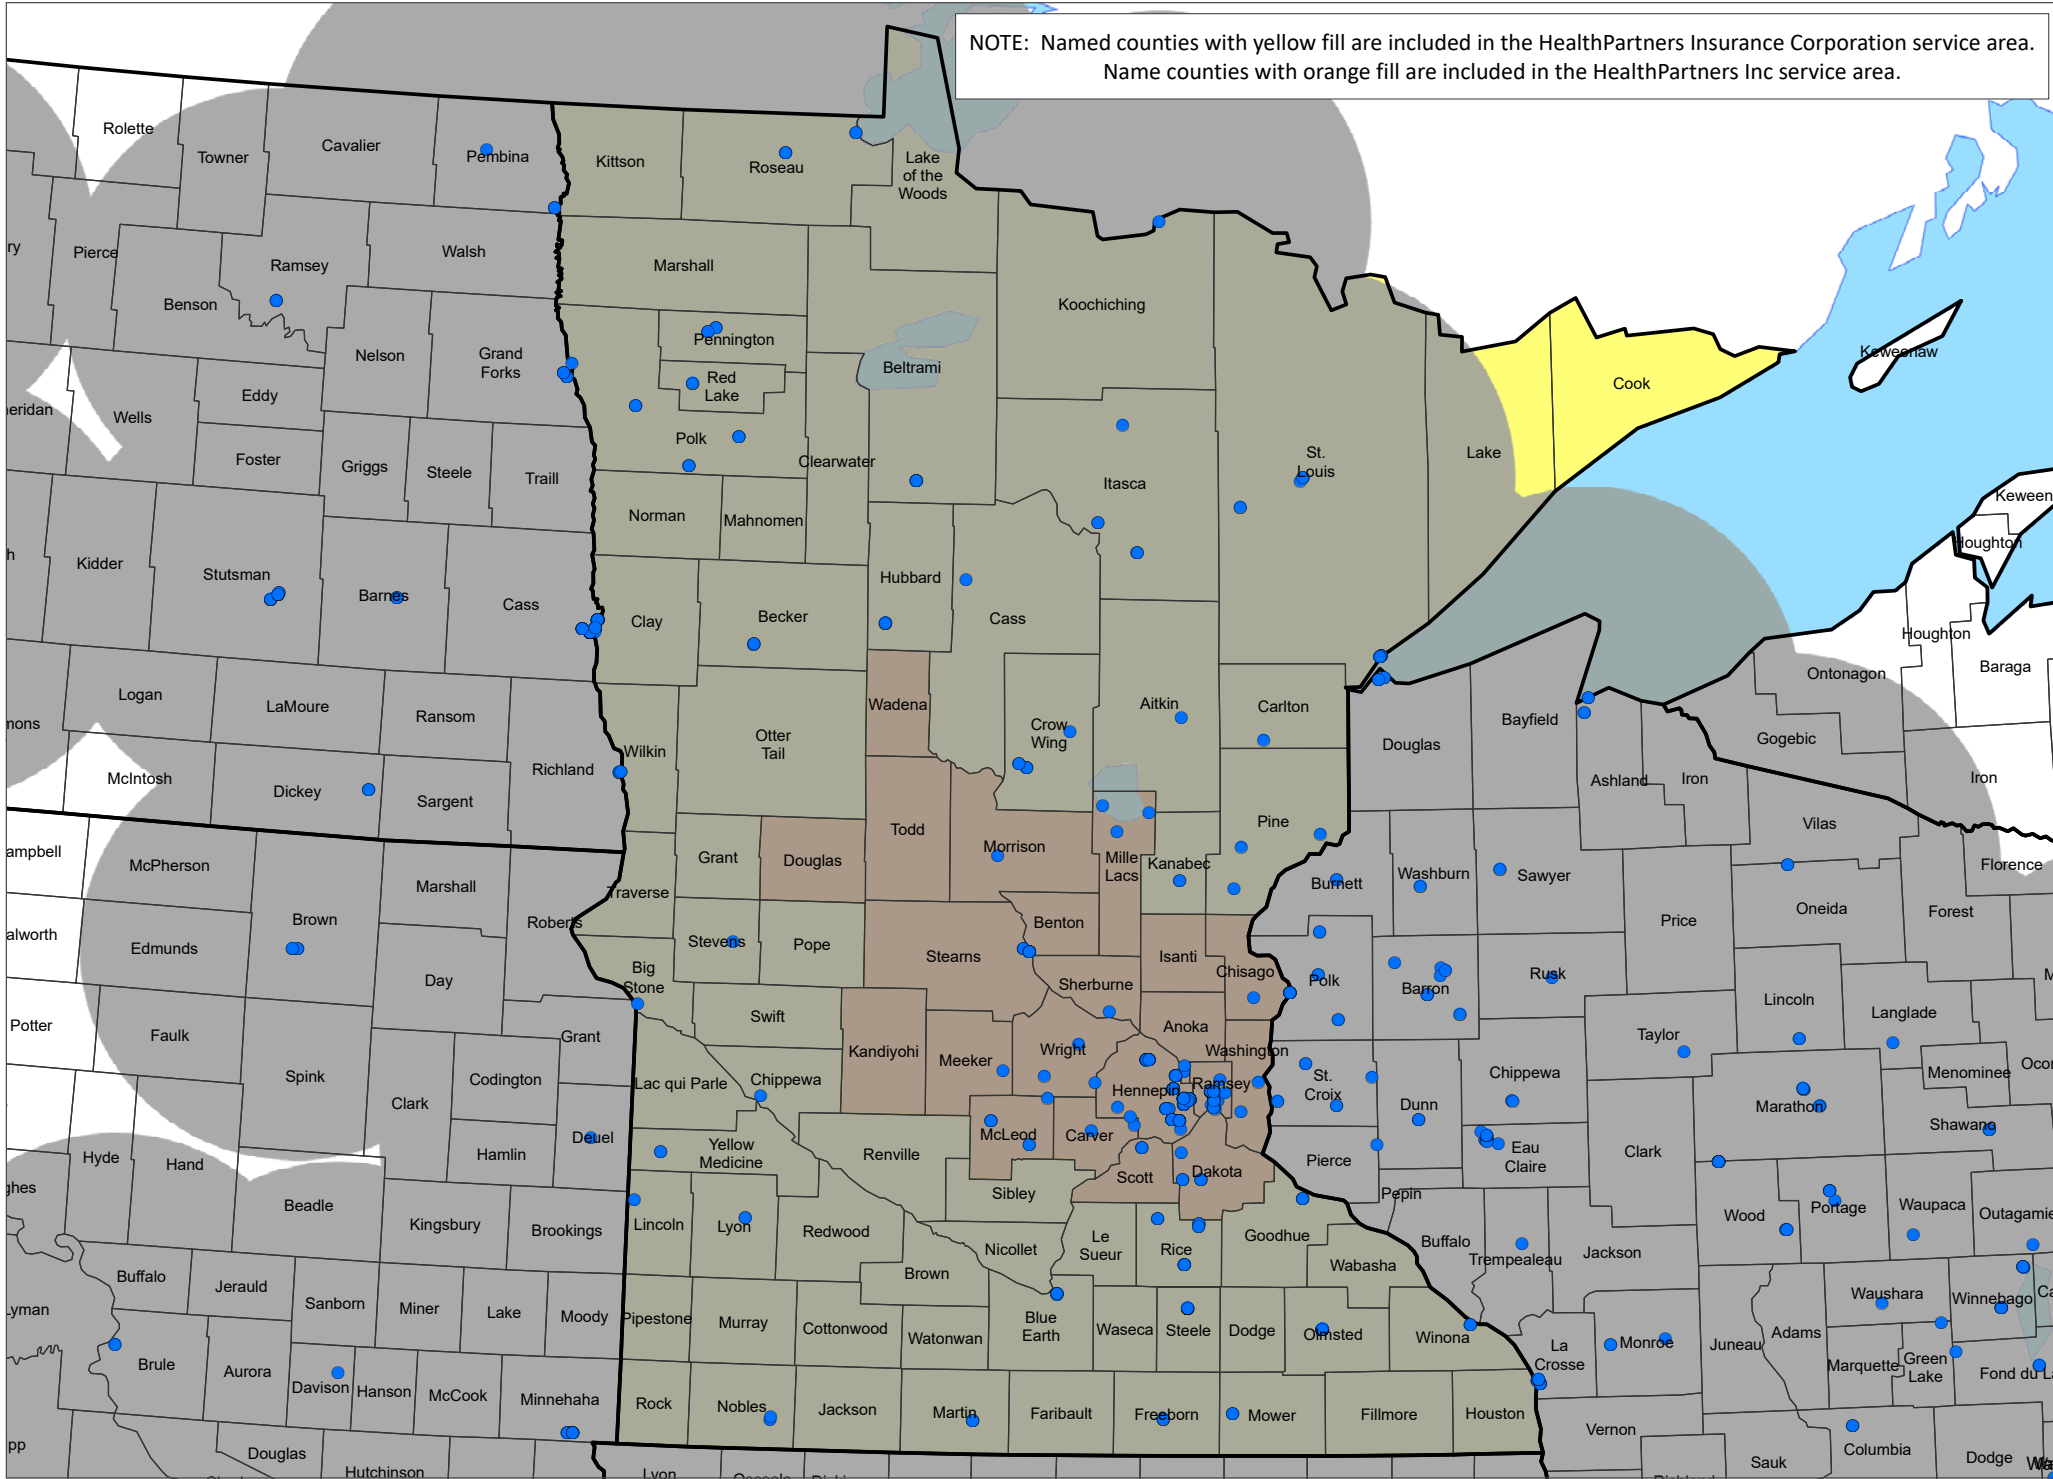 NOTE: Named counties with yellow fill are included in the HealthPartners Insurance Corporation service area.
Name counties with orange fill are included in the HealthPartners Inc service area.
Rolette
Towner
Cavalier
Pembina
Kittson
Roseau
Lake
of the
Woods
ry
Pierce
Ramsey
Walsh
Marshall
Benson
Koochiching
Nelson
Grand
Forks
Pennington
Red
Lake
Beltrami
Cook
Keweenaw
eridan
Wells
Eddy
Foster
Griggs
Steele
Traill
Polk
Clearwater
Itasca
St.
Louis
Lake
Keween
Houghton
Norman
Mahnomen
h
Kidder
Stutsman
Barnes
Cass
Clay
Becker
Hubbard
Cass
Houghton
Baraga
Ontonagon
mons
Logan
LaMoure
Ransom
Richland
Wilkin
Otter
Tail
Wadena
Crow
Wing
Aitkin
Carlton
Douglas
Bayfield
Ashland
Iron
Gogebic
Iron
McIntosh
Dickey
Sargent
ampbell
McPherson
Marshall
Roberts
Traverse
Grant
Douglas
Todd
Morrison
Mille
Lacs
Kanabec
Pine
Burnett
Washburn
Sawyer
Price
Vilas
Oneida
Florence
Forest
alworth
Edmunds
Brown
Day
Big
Stone
Stevens
Pope
Stearns
Benton
Sherburne
Isanti
Chisago
Polk
Barron
Rusk
Lincoln
Langlade
M
Potter
Faulk
Spink
Grant
Codington
Clark
Hamlin
Deuel
Swift
Lac qui Parle
Chippewa
Kandiyohi
Meeker
Wright
Anoka
Washington
Hennepin
Ramsey
St.
Croix
Dunn
Chippewa
Taylor
Menominee
Ocor
Marathon
Shawano
Hyde
Hand
Beadle
Kingsbury
Brookings
ghes
Yellow
Medicine
Renville
McLeod
Carver
Scott
Dakota
Sibley
Pierce
Pepin
Eau
Claire
Clark
Wood
Portage
Waupaca
Outagamie
Lincoln
Lyon
Redwood
Nicollet
Le
Sueur
Rice
Goodhue
Wabasha
Buffalo
Trempealeau
Jackson
Brown
Buffalo
Jerauld
Sanborn
Miner
Lake
Moody
Lyman
Pipestone
Murray
Cottonwood
Watonwan
Blue
Earth
Waseca
Steele
Dodge
Olmsted
Winona
La
Crosse
Monroe
Juneau
Adams
Waushara
Winnebago
Ca
Marquette
Green
Lake
Fond du La
Brule
Aurora
Davison
Hanson
McCook
Minnehaha
Rock
Nobles
Jackson
Martin
Faribault
Freeborn
Mower
Fillmore
Houston
Vernon
Sauk
Columbia
Dodge
pp
Douglas
Hutchinson
Lyon